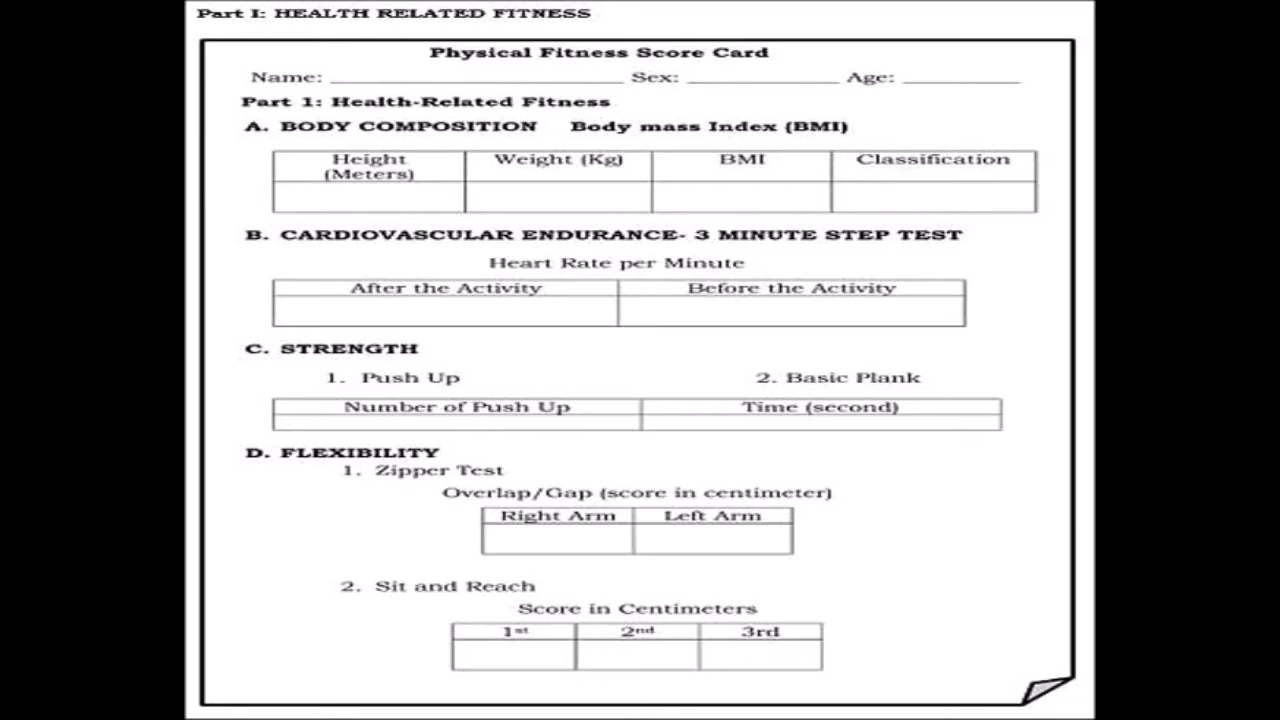 Part I: HEALTH RELATED FITNESS
Physical Fitness Score Card
Name: ____________________ Sex: ____________ Age: __________
Part 1: Health-Related Fitness
A. BODY COMPOSITION Body mass Index (BMI)
Height (Meters) Weight (Kg) BMI Classification
B. CARDIOVASCULAR ENDURANCE- 3 MINUTE STEP TEST
Heart Rate per Minute
After the Activity Before the Activity
C. STRENGTH
1. Push Up 2. Basic Plank
Number of Push Up Time (second)
D. FLEXIBILITY
1. Zipper Test
Overlap/Gap (score in centimeter)
Right Arm Left Arm
2. Sit and Reach
Score in Centimeters
1st 2nd 3rd